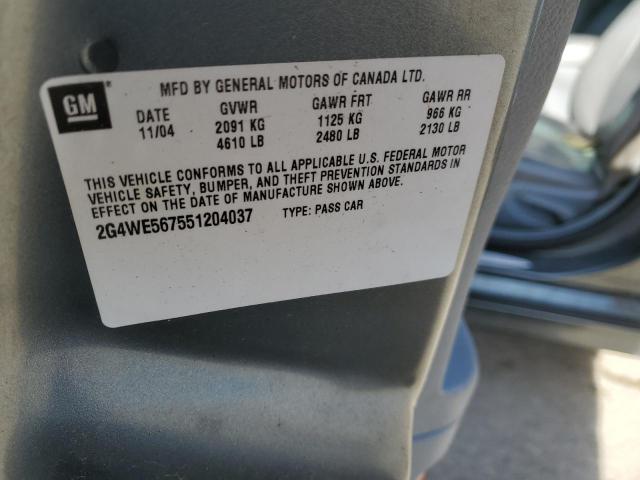 MFD BY GENERAL MOTORS OF CANADA LTD.
GM
DATE GVWR GAWR FRT GAWR RR
11/04 2091 KG 1125 KG 966 KG
4610 LB 2480 LB 2130 LB
THIS VEHICLE CONFORMS TO ALL APPLICABLE U.S. FEDERAL MOTOR
VEHICLE SAFETY, BUMPER, AND THEFT PREVENTION STANDARDS IN
EFFECT ON THE DATE OF MANUFACTURE SHOWN ABOVE.
2G4WE567551204037 TYPE: PASS CAR